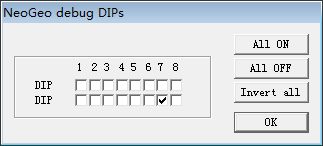 NeoGeo debug DIPs
All ON
1 2 3 4 5 6 7 8
All OFF
DIP
DIP
Invert all
OK